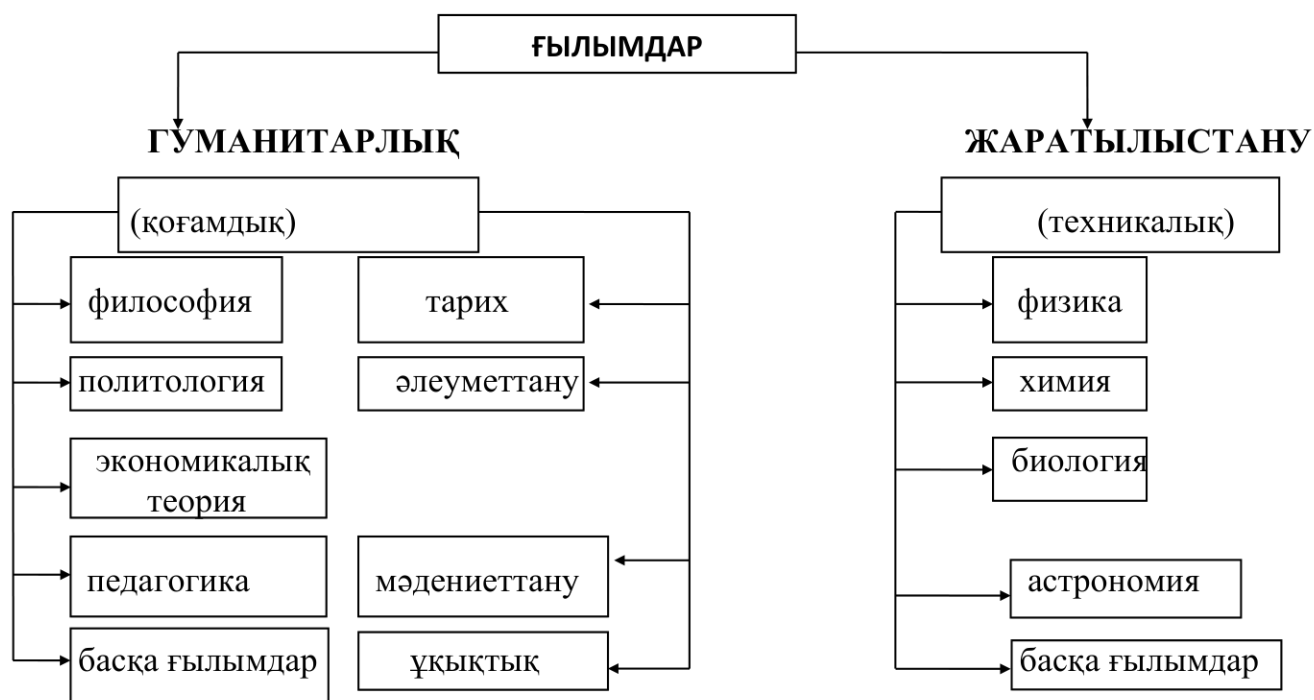 ҒЫЛЫМДАР
ГУМАНИТАРЛЫҚ
ЖАРАТЫЛЫСТАНУ
(қоғамдық)
(техникалық)
философия
тарих
физика
политология
әлеуметтану
химия
экономикалық
теория
биология
педагогика
мәдениеттану
астрономия
басқа ғылымдар
ұқықтық
басқа ғылымдар